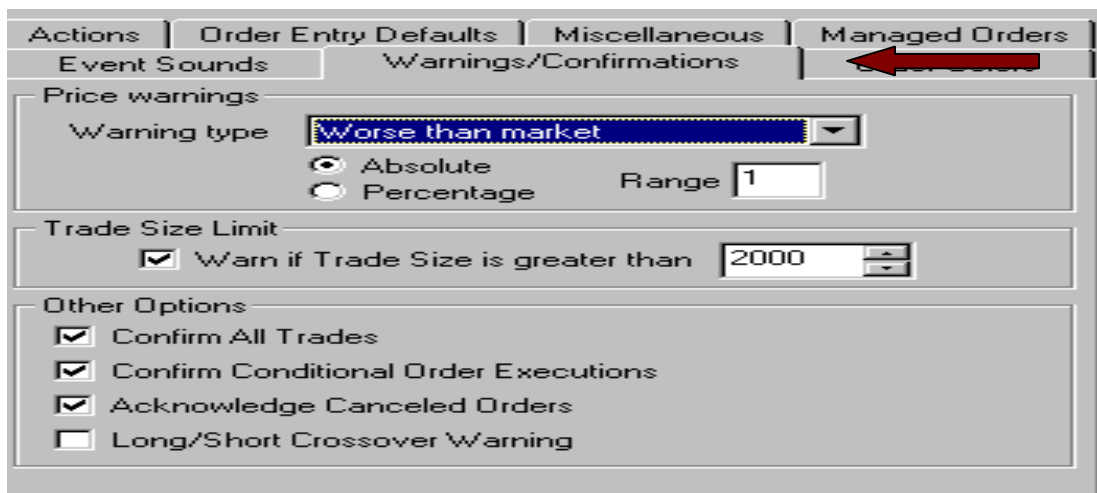 Actions Order Entry Defaults Miscellaneous Managed Orders
Event Sounds Warnings/Confirmations
Price warnings
Warning type Worse than market
Absolute
Percentage Range 1
Trade Size Limit
Warn if Trade Size is greater than 2000
Other Options
Confirm All Trades
Confirm Conditional Order Executions
Acknowledge Canceled Orders
Long/Short Crossover Warning